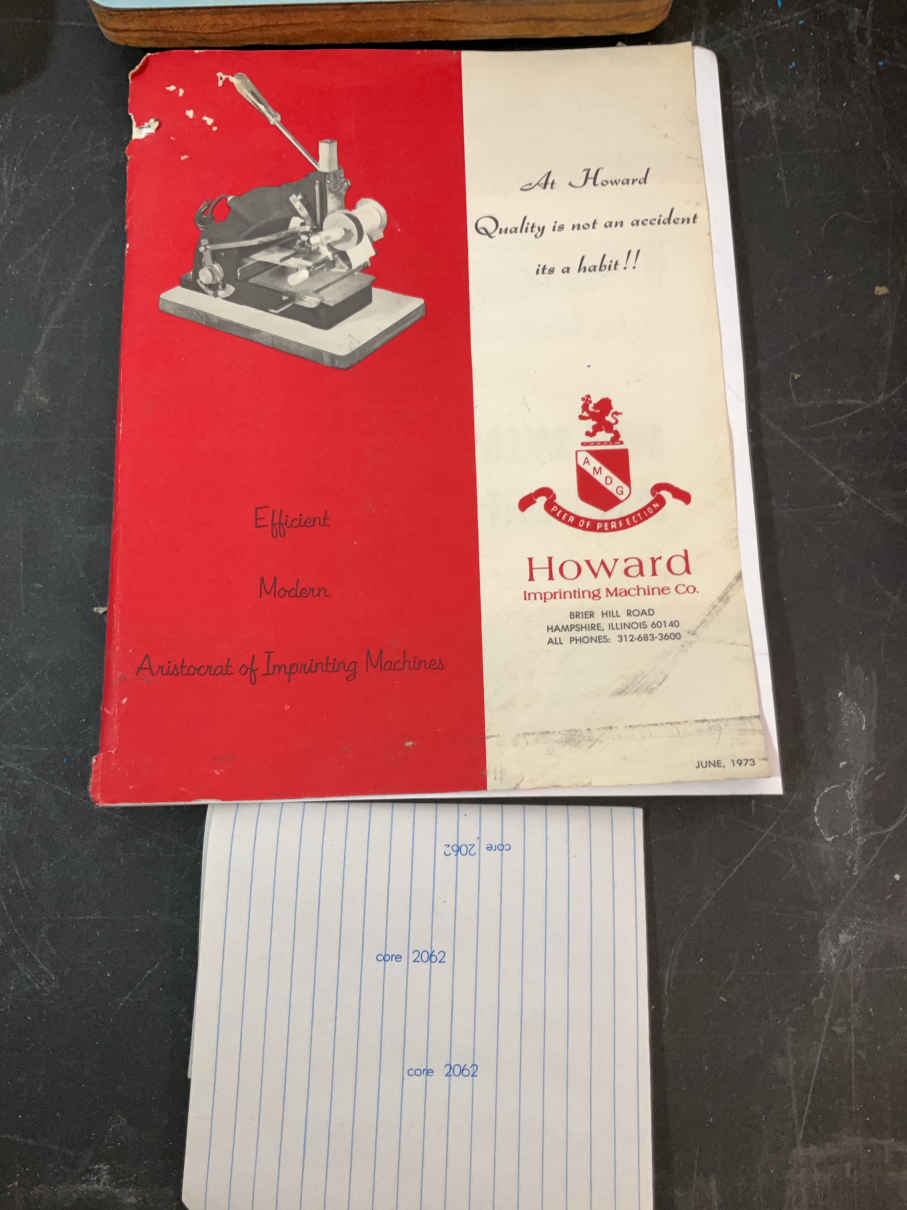 At Howard
Quality is not an accident
its a habit!!
Efficient
Modern
Aristocrat of Imprinting Machines
AMDG
PEER OF PERFECTION
Howard
Imprinting Machine Co.
BRIER HILL ROAD
HAMPSHIRE, ILLINOIS 60140
ALL PHONES: 312-683-3600
JUNE, 1973
core 2062
core 2062
core 2062